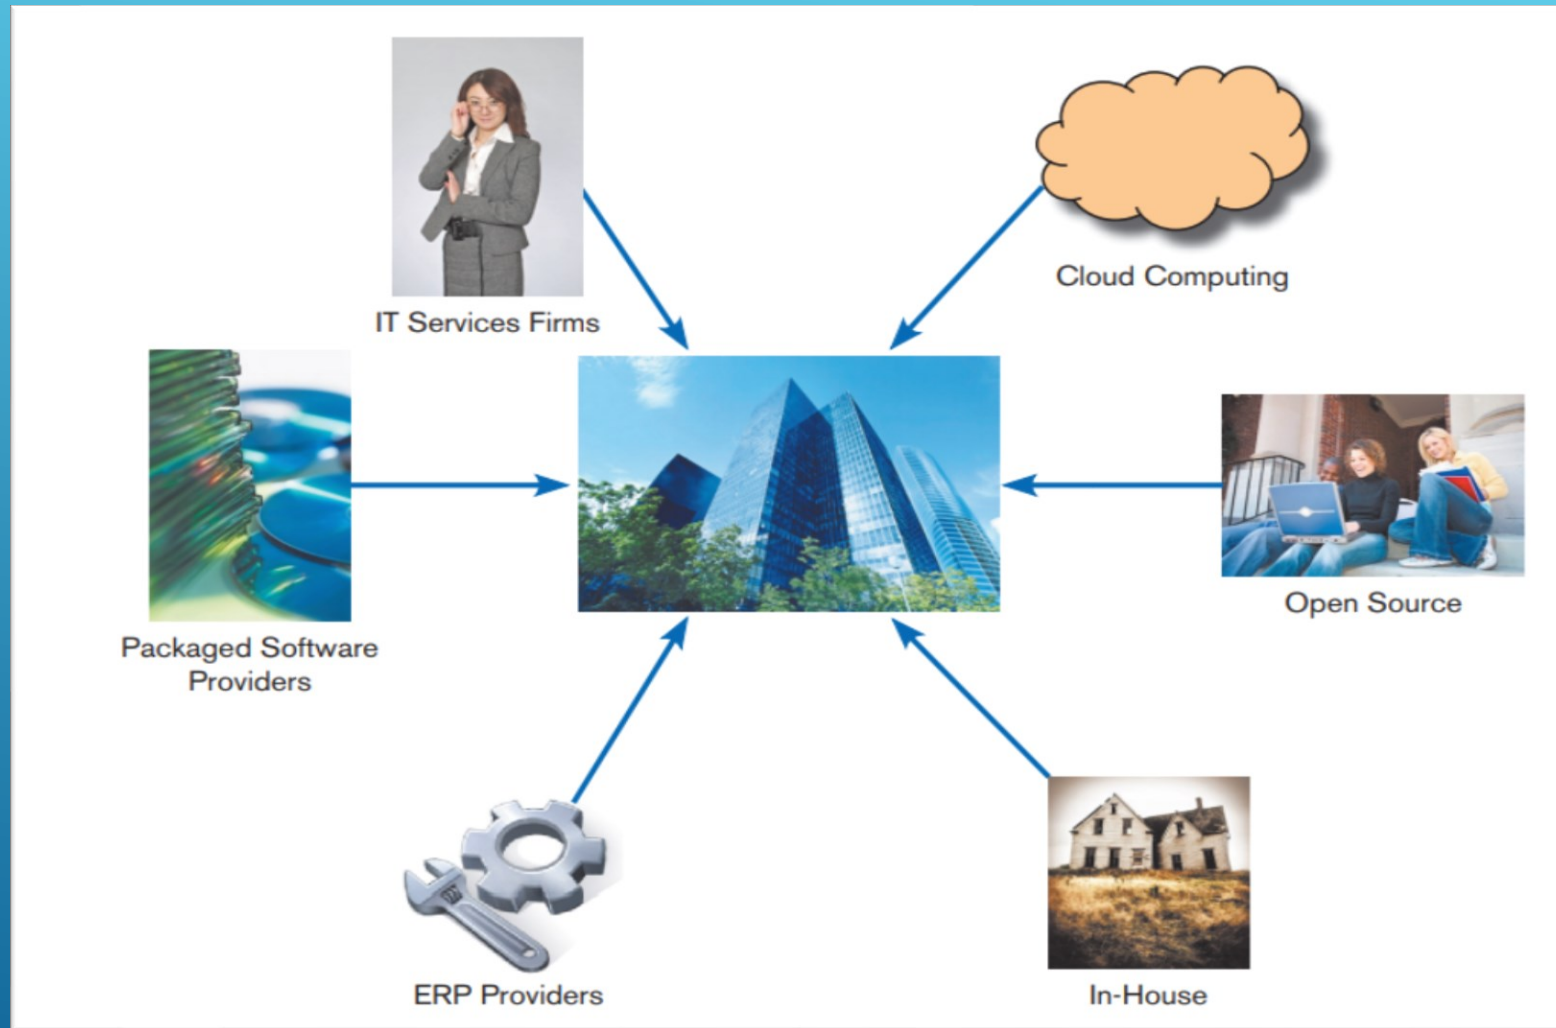 IT Services Firms
Cloud Computing
Packaged Software
Providers
Open Source
ERP Providers
In-House